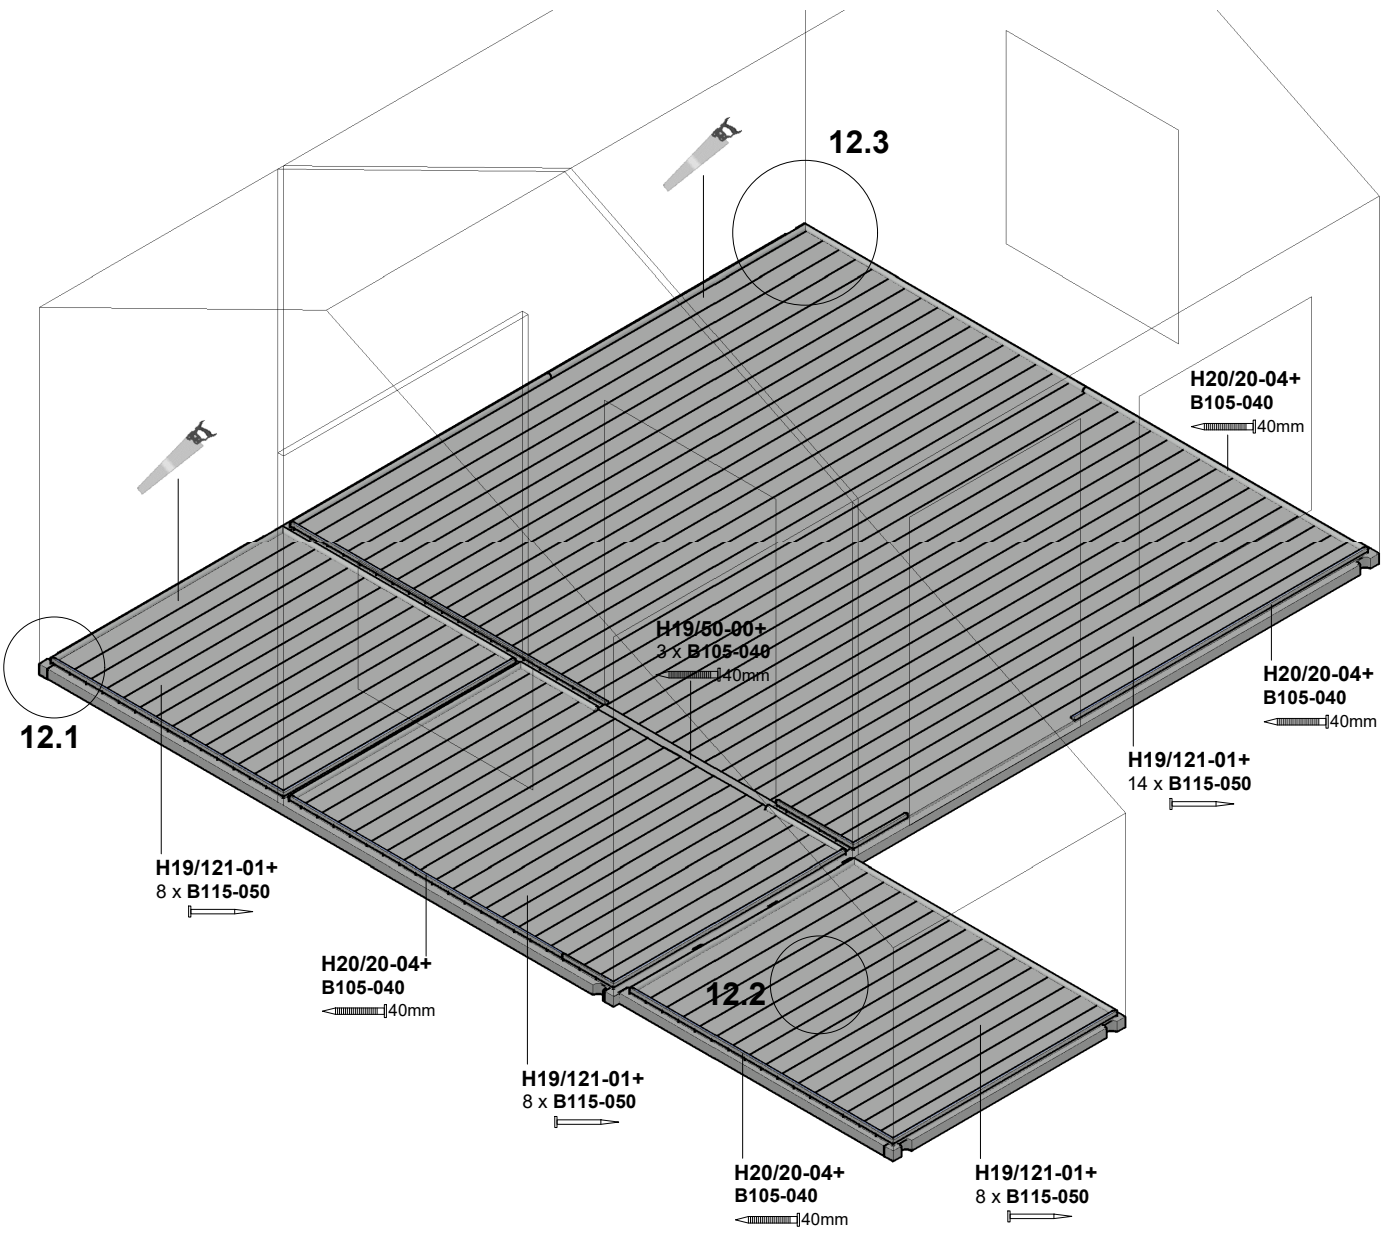 12.3
H20/20-04+
B105-040
40mm
H19/50-00+
3 x B105-040
40mm
H20/20-04+
B105-040
40mm
12.1
H19/121-01+
14 x B115-050
H19/121-01+
8 x B115-050
H20/20-04+
B105-040
40mm
12.2
H19/121-01+
8 x B115-050
H20/20-04+
B105-040
40mm
H19/121-01+
8 x B115-050